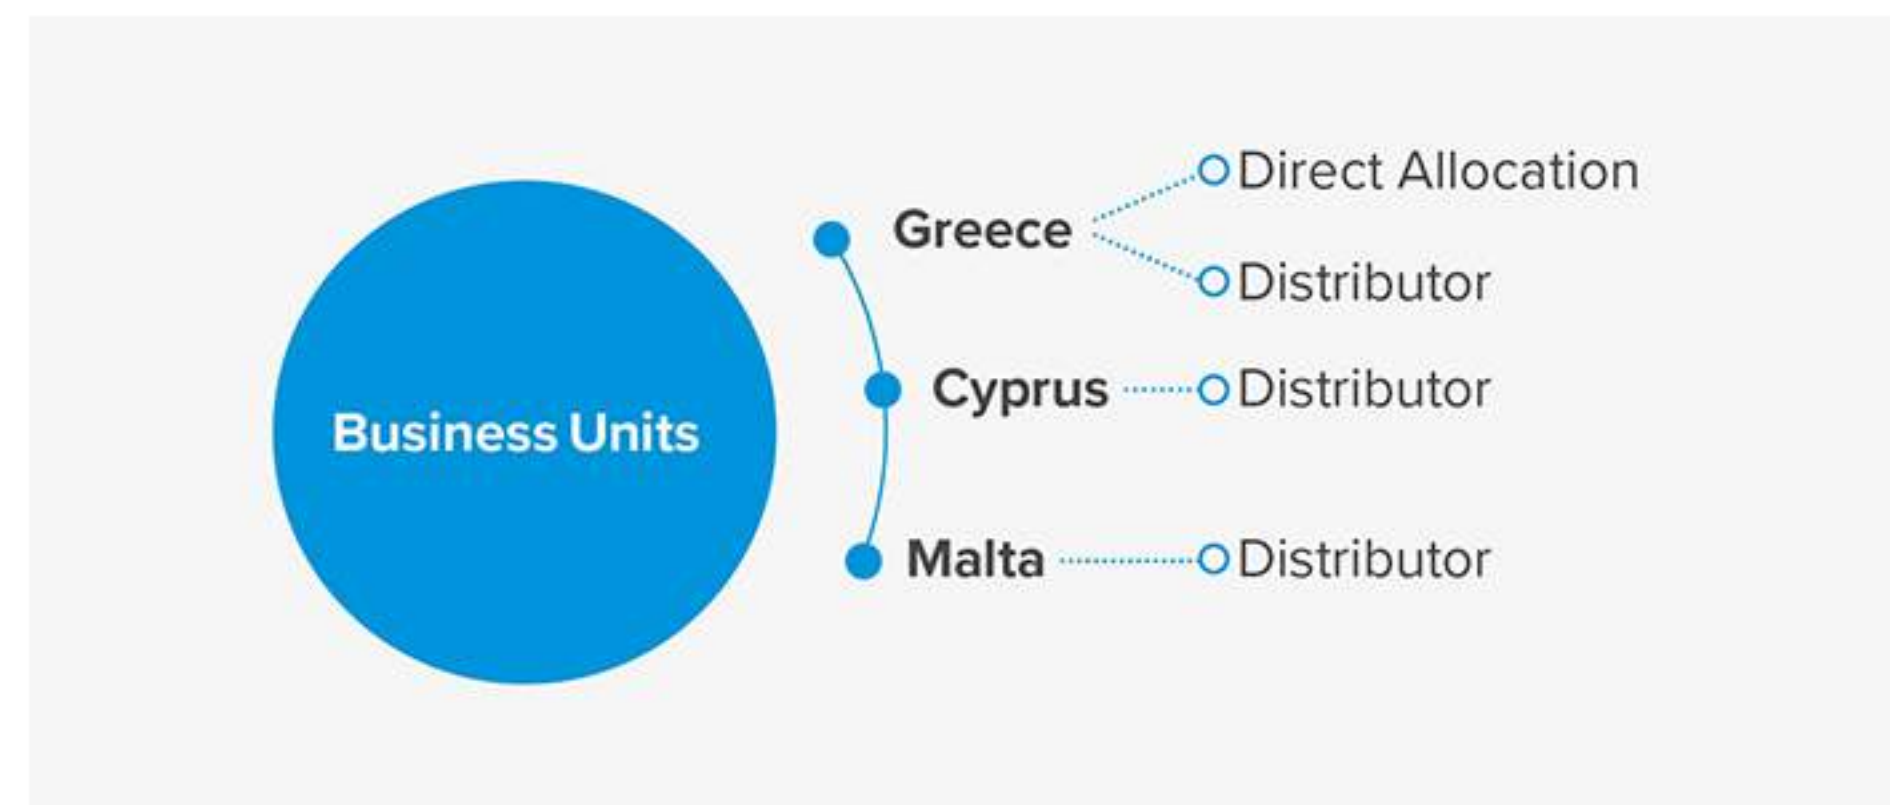 Business Units
Greece
Direct Allocation
Distributor
Cyprus
Distributor
Malta
Distributor